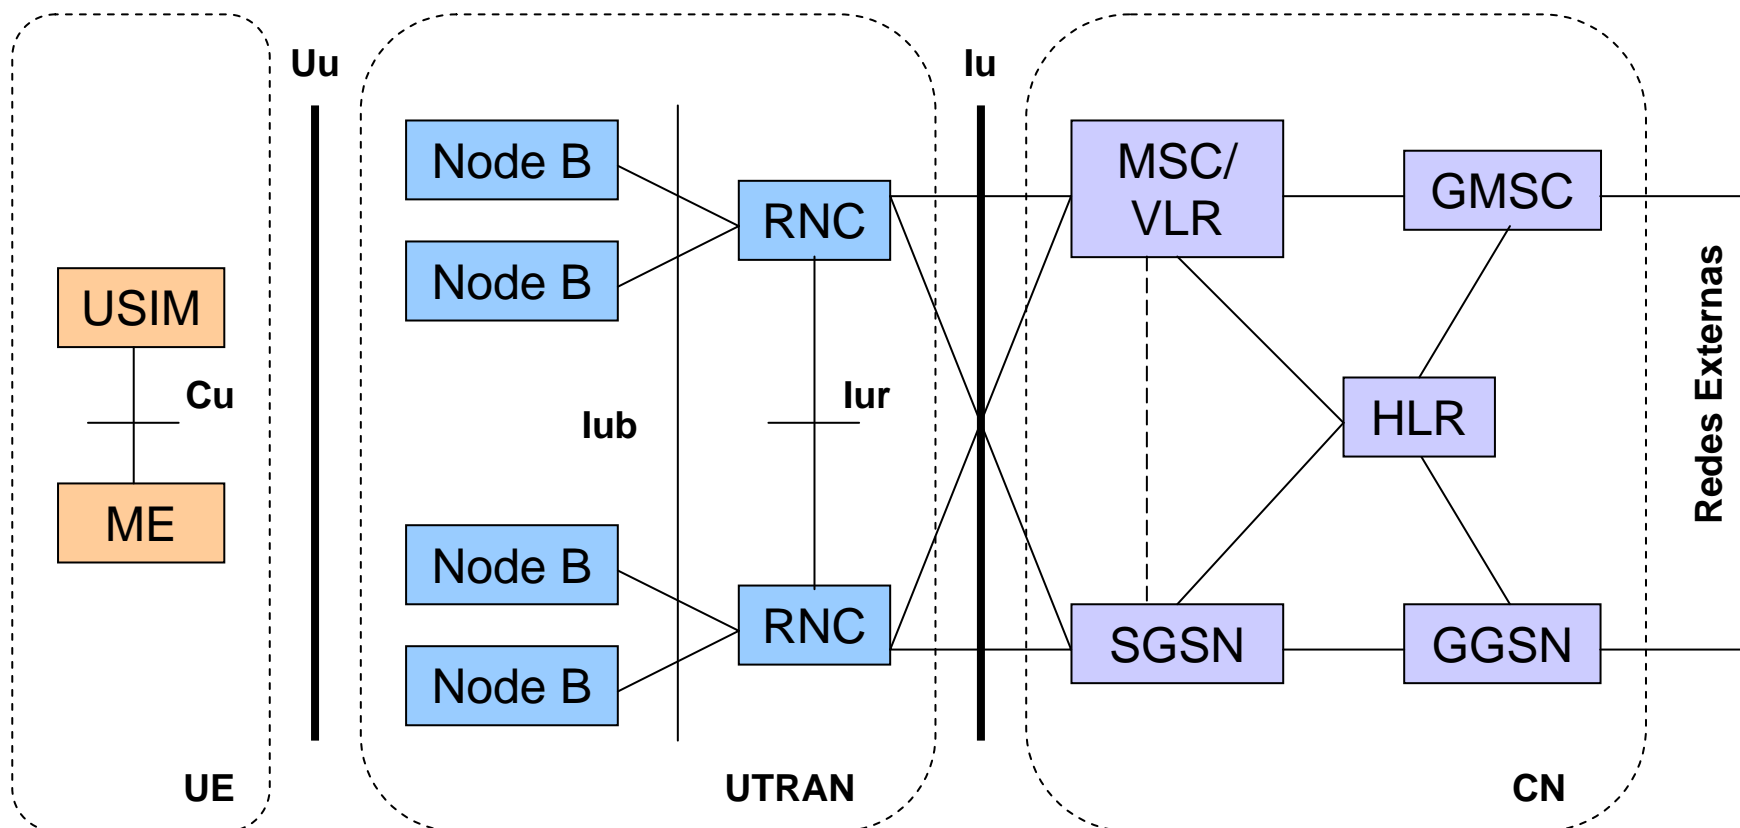 Uu
Iu
Node B
Node B
RNC
MSC/
VLR
GMSC
USIM
Cu
ME
Iub
Iur
HLR
Redes Externas
Node B
Node B
RNC
SGSN
GGSN
UE
UTRAN
CN